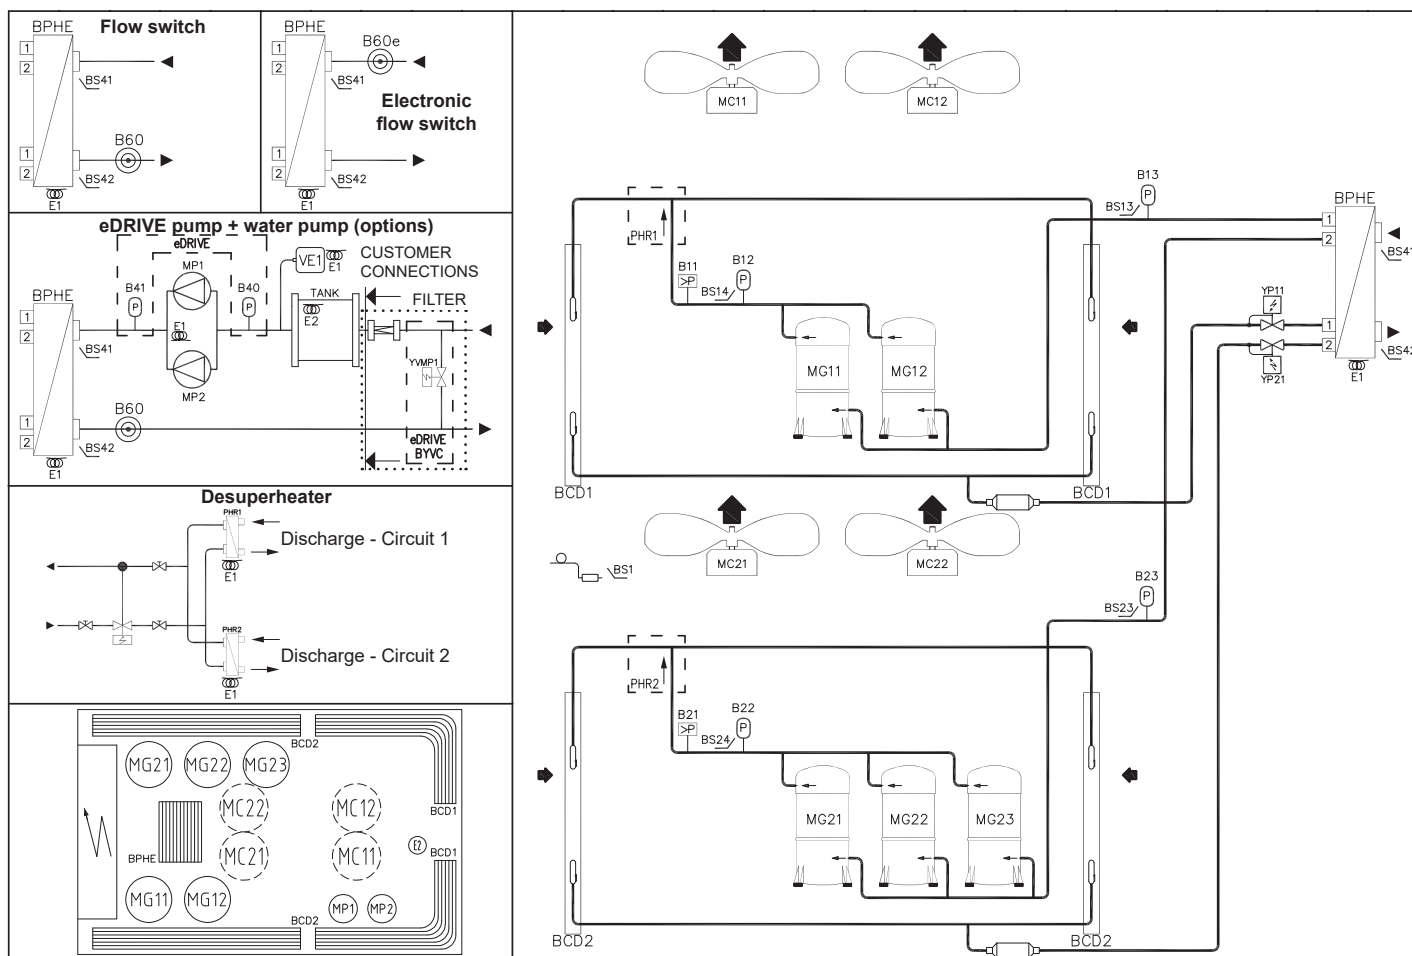 BPHE
Flow switch
1
2
BS41
B60
1
2
BS42
E1
BPHE
B60e
1
2
BS41
Electronic
flow switch
1
2
BS42
E1
eDRIVE pump + water pump (options)
eDRIVE
MP1
B41
P
B40
P
VE1
E1
CUSTOMER
CONNECTIONS
BPHE
TANK
E2
FILTER
1
2
E1
BS41
YVMP1
MP2
B60
1
2
BS42
E1
eDRIVE
BYVC
Desuperheater
PHR1
Discharge - Circuit 1
E1
PHR2
Discharge - Circuit 2
E1
BCD2
MG21
MG22
MG23
MC22
MC12
BCD1
BPHE
MC21
MC11
E2
BCD1
MG11
MG12
MP1
MP2
BCD2
MC11
MC12
B13
P
BS13
BPHE
PHR1
1
2
BS41
B11
>P
B12
P
BS14
YP11
1
2
BS42
YP21
E1
MG11
MG12
BCD1
BCD1
MC21
MC22
BS1
B23
P
BS23
PHR2
B21
>P
B22
P
BS24
MG21
MG22
MG23
BCD2
BCD2